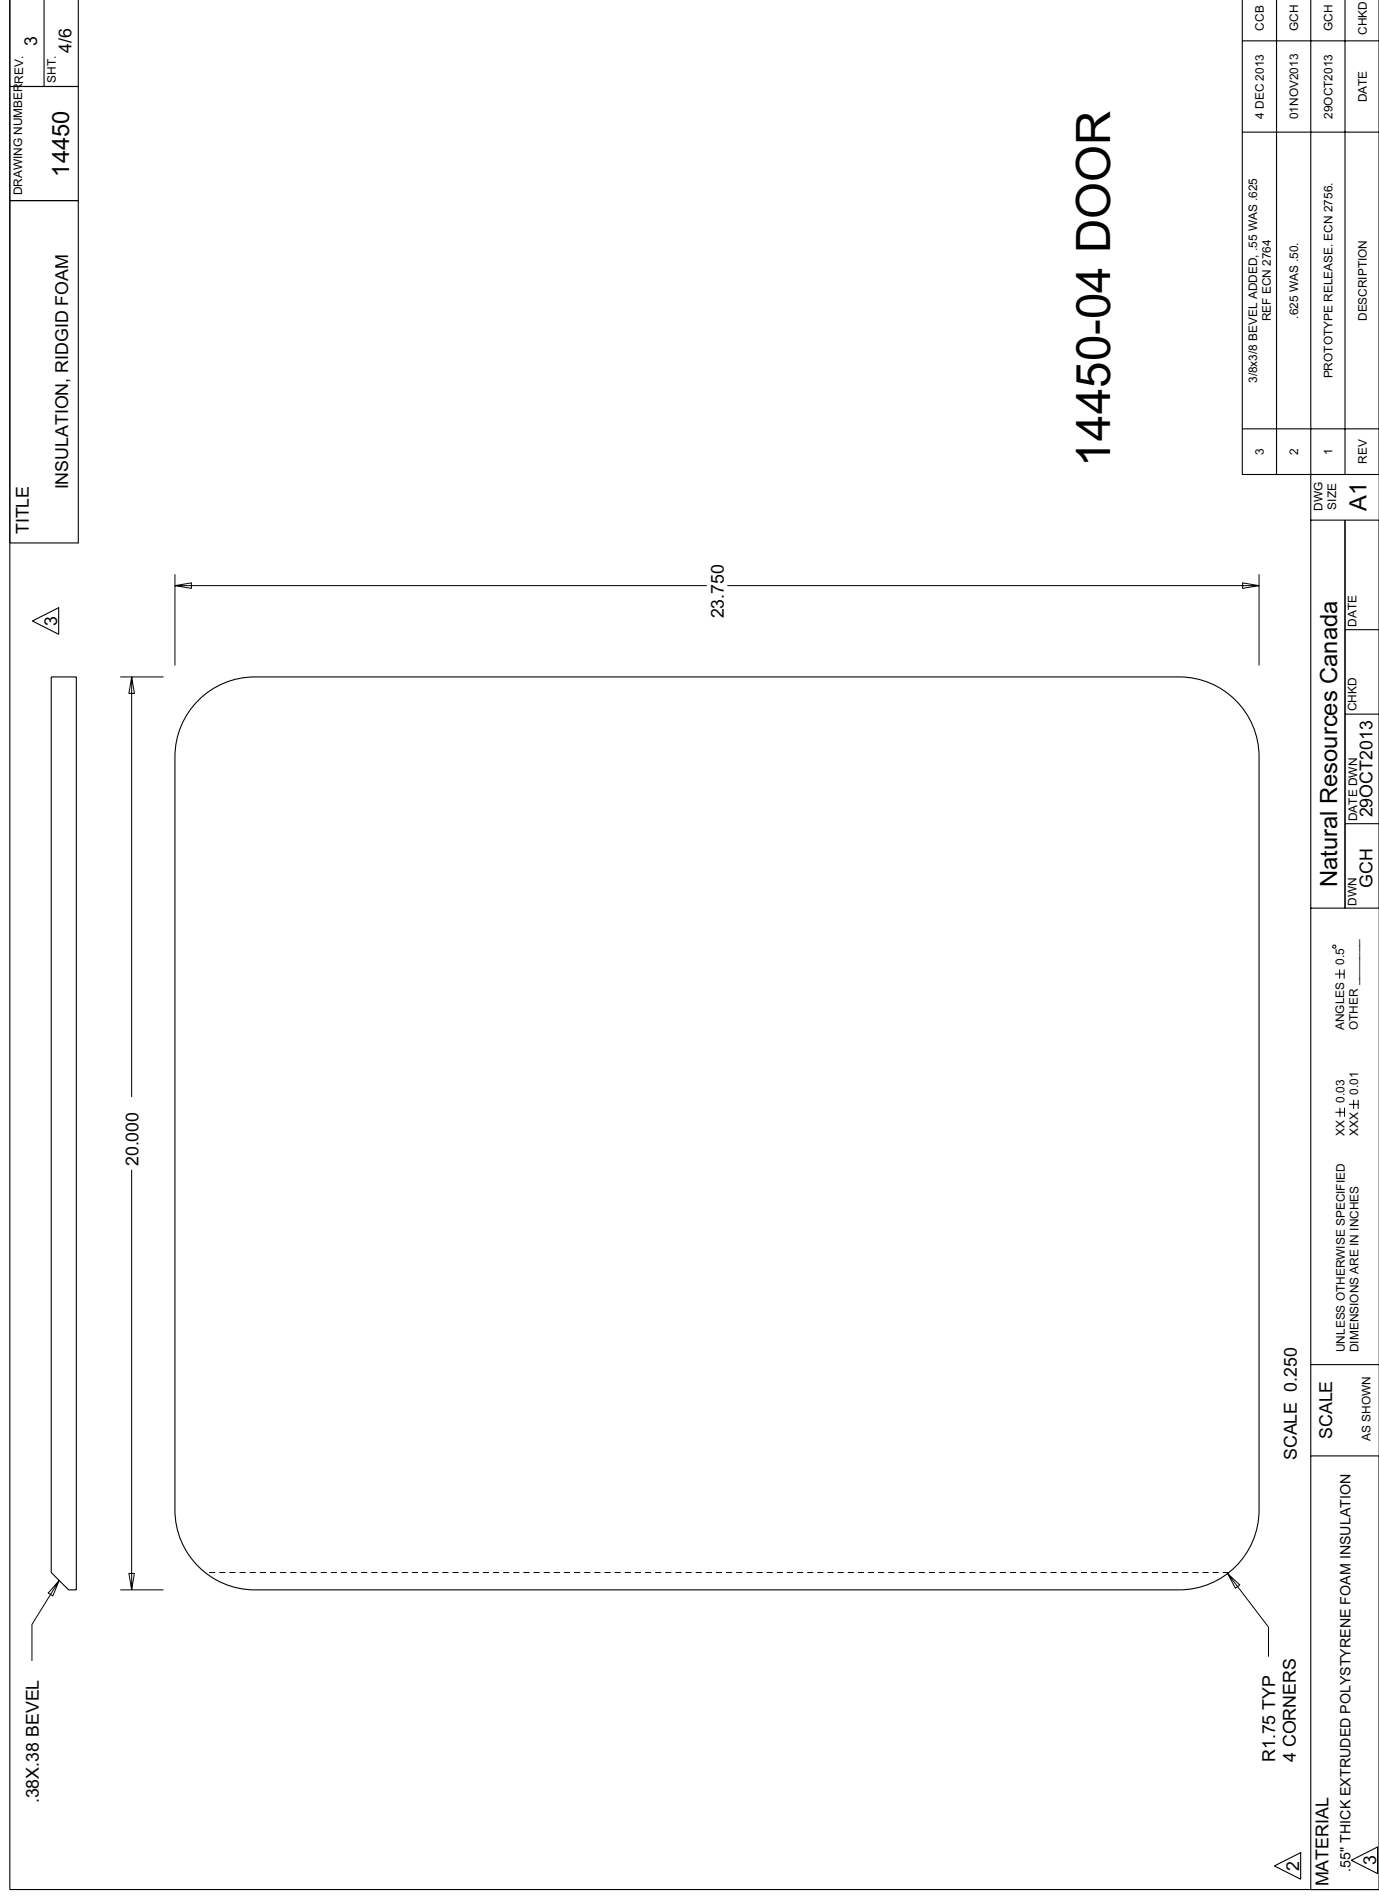 TITLE
INSULATION, RIDGID FOAM
DRAWING NUMBER
14450
REV.
3
SHT.
4/6
.38X.38 BEVEL
3
20.000
23.750
R1.75 TYP
4 CORNERS
SCALE 0.250
14450-04 DOOR
2
MATERIAL
.55" THICK EXTRUDED POLYSTYRENE FOAM INSULATION
3
SCALE
AS SHOWN
UNLESS OTHERWISE SPECIFIED
DIMENSIONS ARE IN INCHES
XX ± 0.03
XXX ± 0.01
ANGLES ± 0.5°
OTHER ______
Natural Resources Canada
DWN
GCH
DATE DWN
29OCT2013
CHKD
DATE
DWG
SIZE
A1
3
3/8x3/8 BEVEL ADDED, .55 WAS .625
REF ECN 2764
4 DEC 2013
CCB
2
.625 WAS .50.
01NOV2013
GCH
1
PROTOTYPE RELEASE. ECN 2756.
29OCT2013
GCH
REV
DESCRIPTION
DATE
CHKD